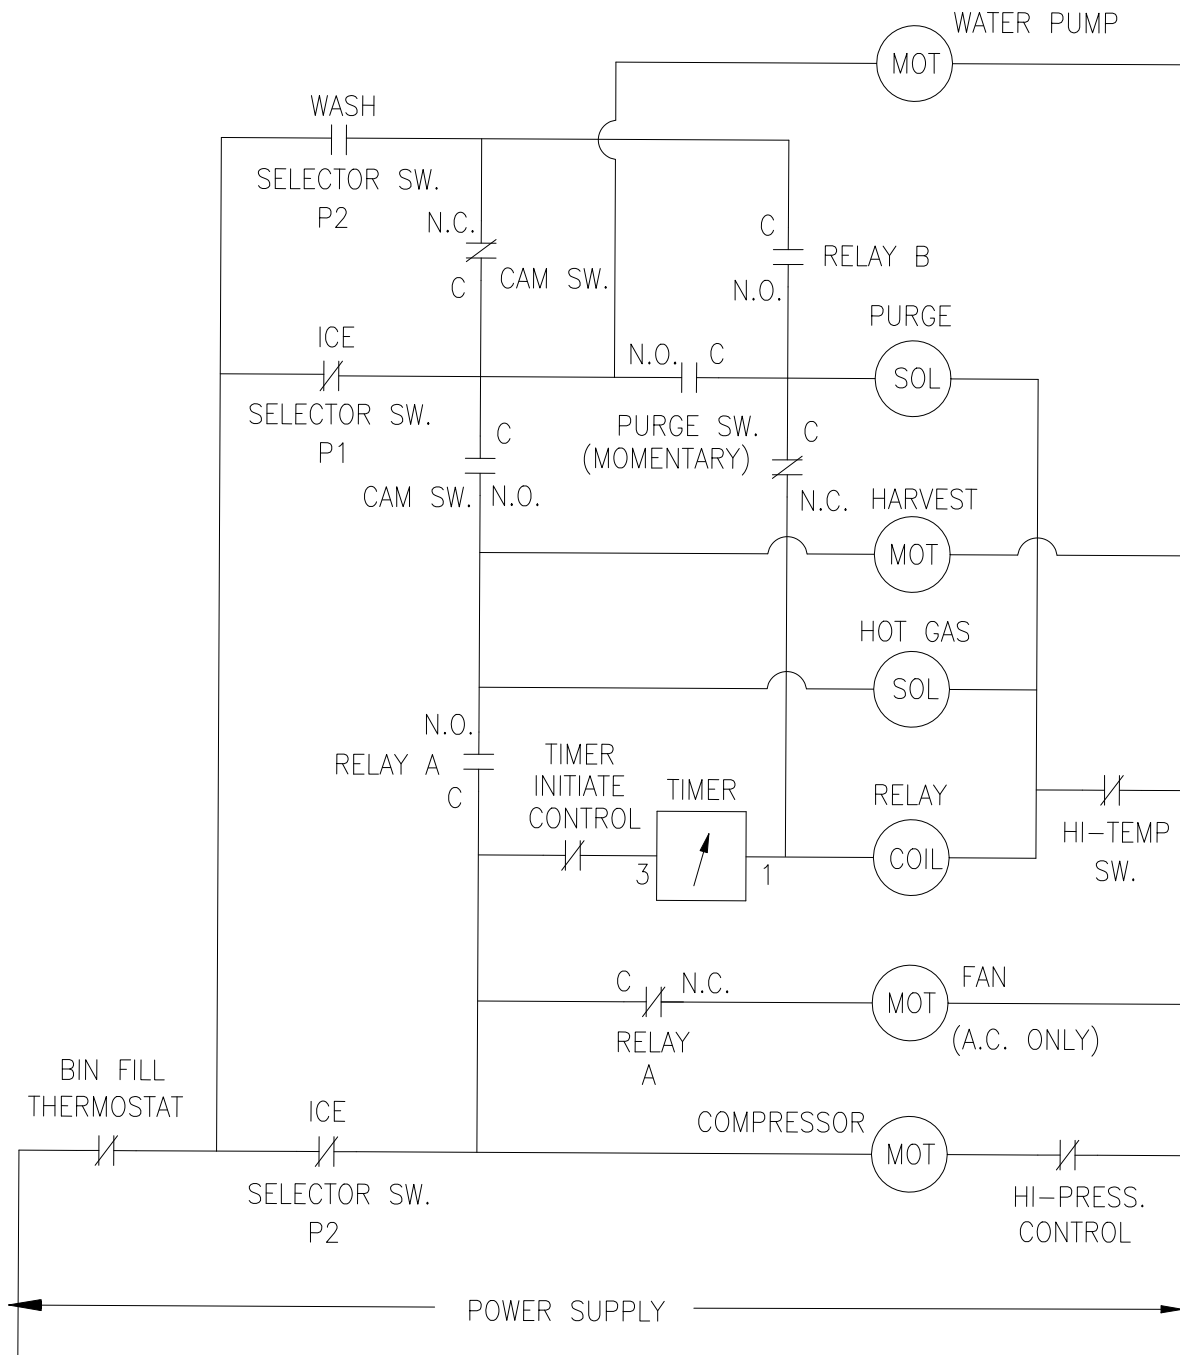 WATER PUMP
MOT
WASH
SELECTOR SW.
P2
N.C.
C
CAM SW.
C
RELAY B
N.O.
PURGE
SOL
ICE
SELECTOR SW.
P1
N.O. C
PURGE SW.
(MOMENTARY)
C
N.C.
C
CAM SW. N.O.
HARVEST
MOT
HOT GAS
SOL
N.O.
RELAY A
C
TIMER
INITIATE
CONTROL
TIMER
3
1
RELAY
COIL
HI-TEMP
SW.
C N.C.
RELAY
A
MOT
FAN
(A.C. ONLY)
BIN FILL
THERMOSTAT
ICE
SELECTOR SW.
P2
COMPRESSOR
MOT
HI-PRESS.
CONTROL
POWER SUPPLY